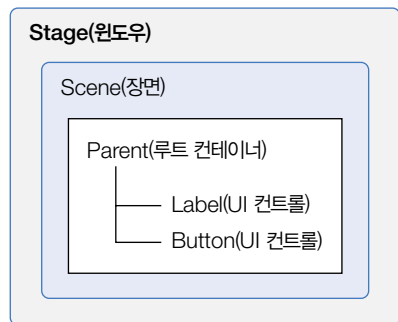 Stage(윈도우)
Scene(장면)
Parent(루트 컨테이너)
Label(UI 컨트롤)
Button(UI 컨트롤)